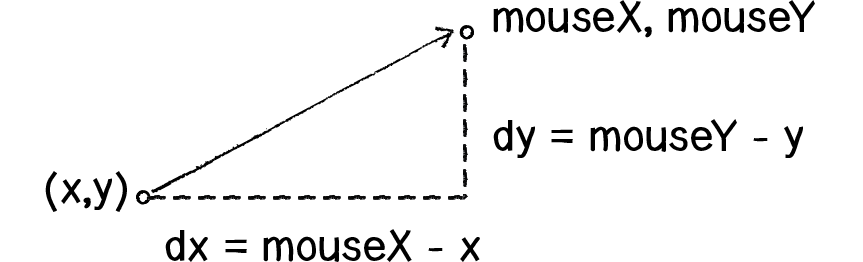 mouseX, mouseY
dy = mouseY - y
(x,y)
dx = mouseX - x